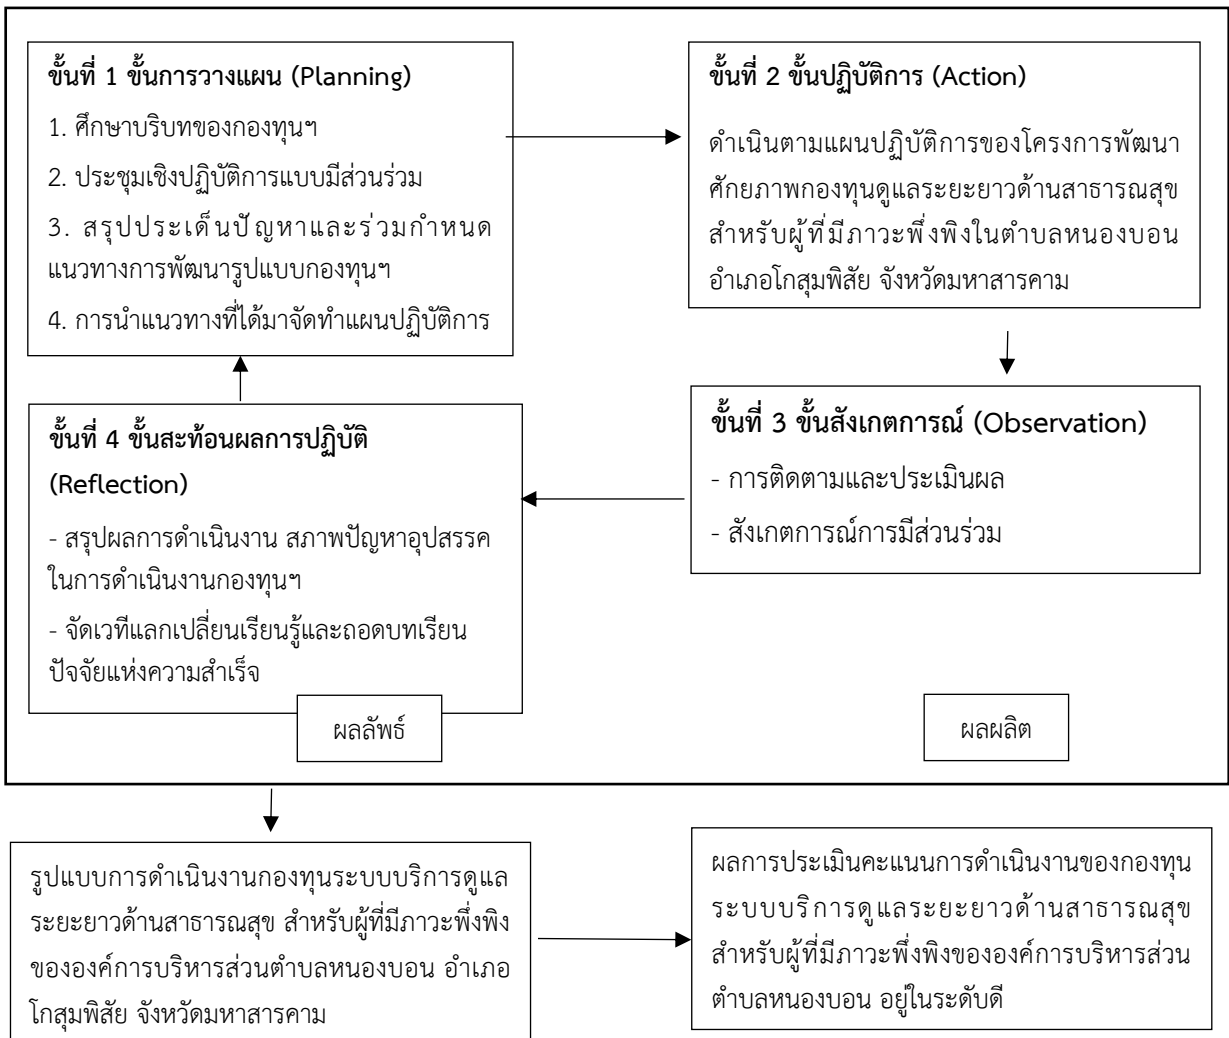 ขั้นที่ 1 ขั้นการวางแผน (Planning)
1. ศึกษาบริบทของกองทุนฯ
2. ประชุมเชิงปฏิบัติการแบบมีส่วนร่วม
3. สรุปประเด็นปัญหาและร่วมกำหนด
แนวทางการพัฒนารูปแบบกองทุนฯ
4. การนำแนวทางที่ได้มาจัดทำแผนปฏิบัติการ
ขั้นที่ 2 ขั้นปฏิบัติการ (Action)
ดำเนินตามแผนปฏิบัติการของโครงการพัฒนา
ศักยภาพกองทุนดูแลระยะยาวด้านสาธารณสุข
สำหรับผู้ที่มีภาวะพึ่งพิงในตำบลหนองบอน
อำเภอโกสุมพิสัย จังหวัดมหาสารคาม
ขั้นที่ 3 ขั้นสังเกตการณ์ (Observation)
- การติดตามและประเมินผล
- สังเกตการณ์การมีส่วนร่วม
ขั้นที่ 4 ขั้นสะท้อนผลการปฏิบัติ
(Reflection)
- สรุปผลการดำเนินงาน สภาพปัญหาอุปสรรค
ในการดำเนินงานกองทุนฯ
- จัดเวทีแลกเปลี่ยนเรียนรู้และถอดบทเรียน
ปัจจัยแห่งความสำเร็จ
ผลลัพธ์
ผลผลิต
รูปแบบการดำเนินงานกองทุนระบบบริการดูแล
ระยะยาวด้านสาธารณสุข สำหรับผู้ที่มีภาวะพึ่งพิง
ขององค์การบริหารส่วนตำบลหนองบอน อำเภอ
โกสุมพิสัย จังหวัดมหาสารคาม
ผลการประเมินคะแนนการดำเนินงานของกองทุน
ระบบบริการดูแลระยะยาวด้านสาธารณสุข
สำหรับผู้ที่มีภาวะพึ่งพิงขององค์การบริหารส่วน
ตำบลหนองบอน อยู่ในระดับดี